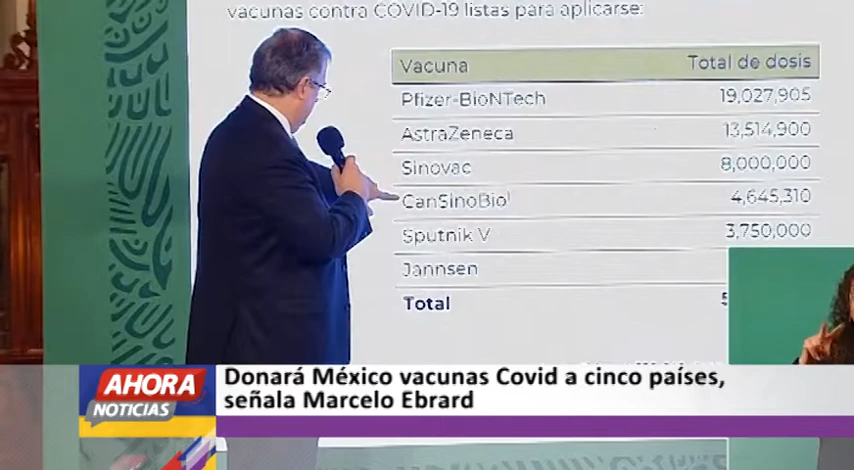 vacunas contra COVID-19 listas para aplicarse:
Vacuna Total de dosis
Pfizer-BioNTech 19,027,905
AstraZeneca 13,514,900
Sinovac 8,000,000
CanSinoBio¹ 4,645,310
Sputnik V 3,750,000
Jannsen
Total 5
AHORA
NOTICIAS
Donará México vacunas Covid a cinco países,
señala Marcelo Ebrard